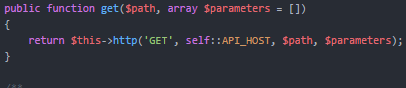 public function get($path, array $parameters = [])
{
return $this->http('GET', self::API_HOST, $path, $parameters);
}
/**